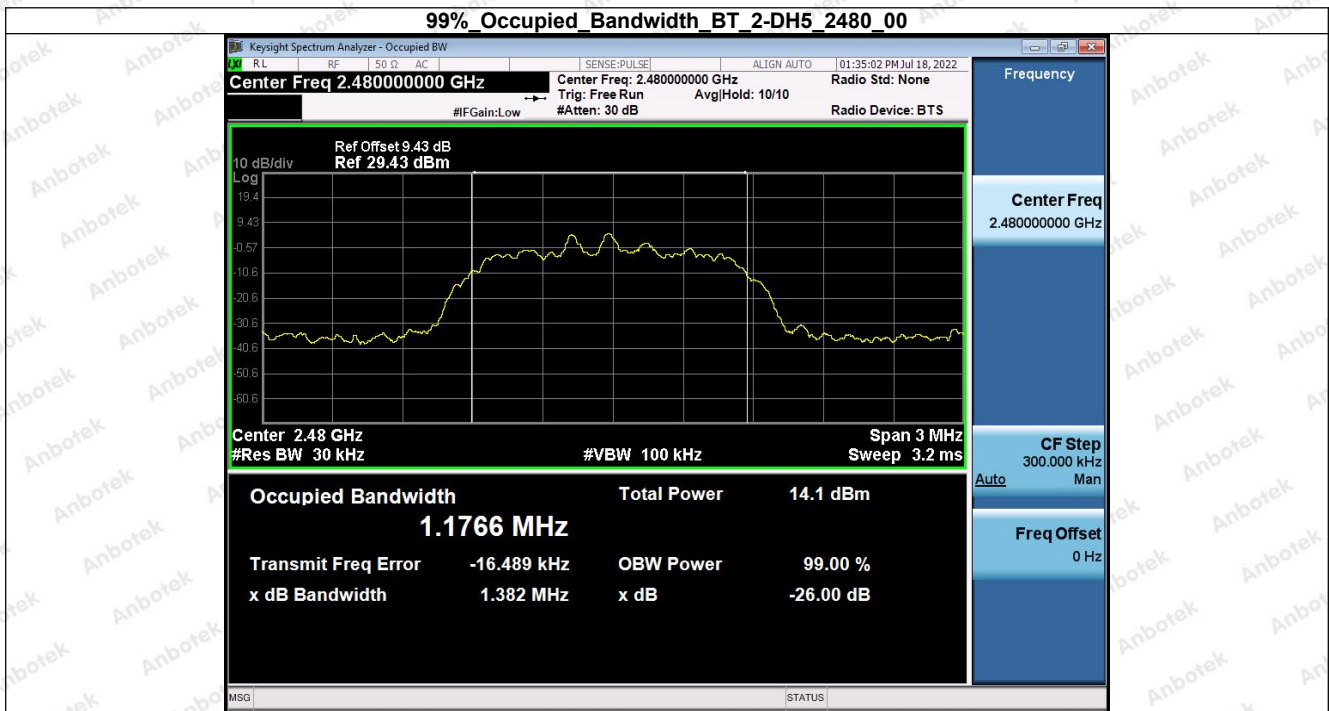 99%_Occupied_Bandwidth_BT_2-DH5_2480_00
Keysight Spectrum Analyzer - Occupied BW
LXI RL RF 50 Ω AC SENSE:PULSE ALIGN AUTO 01:35:02 PM Jul 18, 2022
Center Freq 2.480000000 GHz
Center Freq: 2.480000000 GHz Radio Std: None
Trig: Free Run Avg|Hold: 10/10
#IFGain:Low #Atten: 30 dB Radio Device: BTS
Ref Offset 9.43 dB
10 dB/div Ref 29.43 dBm
Log
19.4
9.43
-0.57
-10.6
-20.6
-30.6
-40.6
-50.6
-60.6
Center 2.48 GHz Span 3 MHz
#Res BW 30 kHz #VBW 100 kHz Sweep 3.2 ms
Occupied Bandwidth Total Power 14.1 dBm
1.1766 MHz
Transmit Freq Error -16.489 kHz OBW Power 99.00 %
x dB Bandwidth 1.382 MHz x dB -26.00 dB
MSG STATUS
Frequency
Center Freq
2.480000000 GHz
CF Step
300.000 kHz
Auto Man
Freq Offset
0 Hz
Anbotek